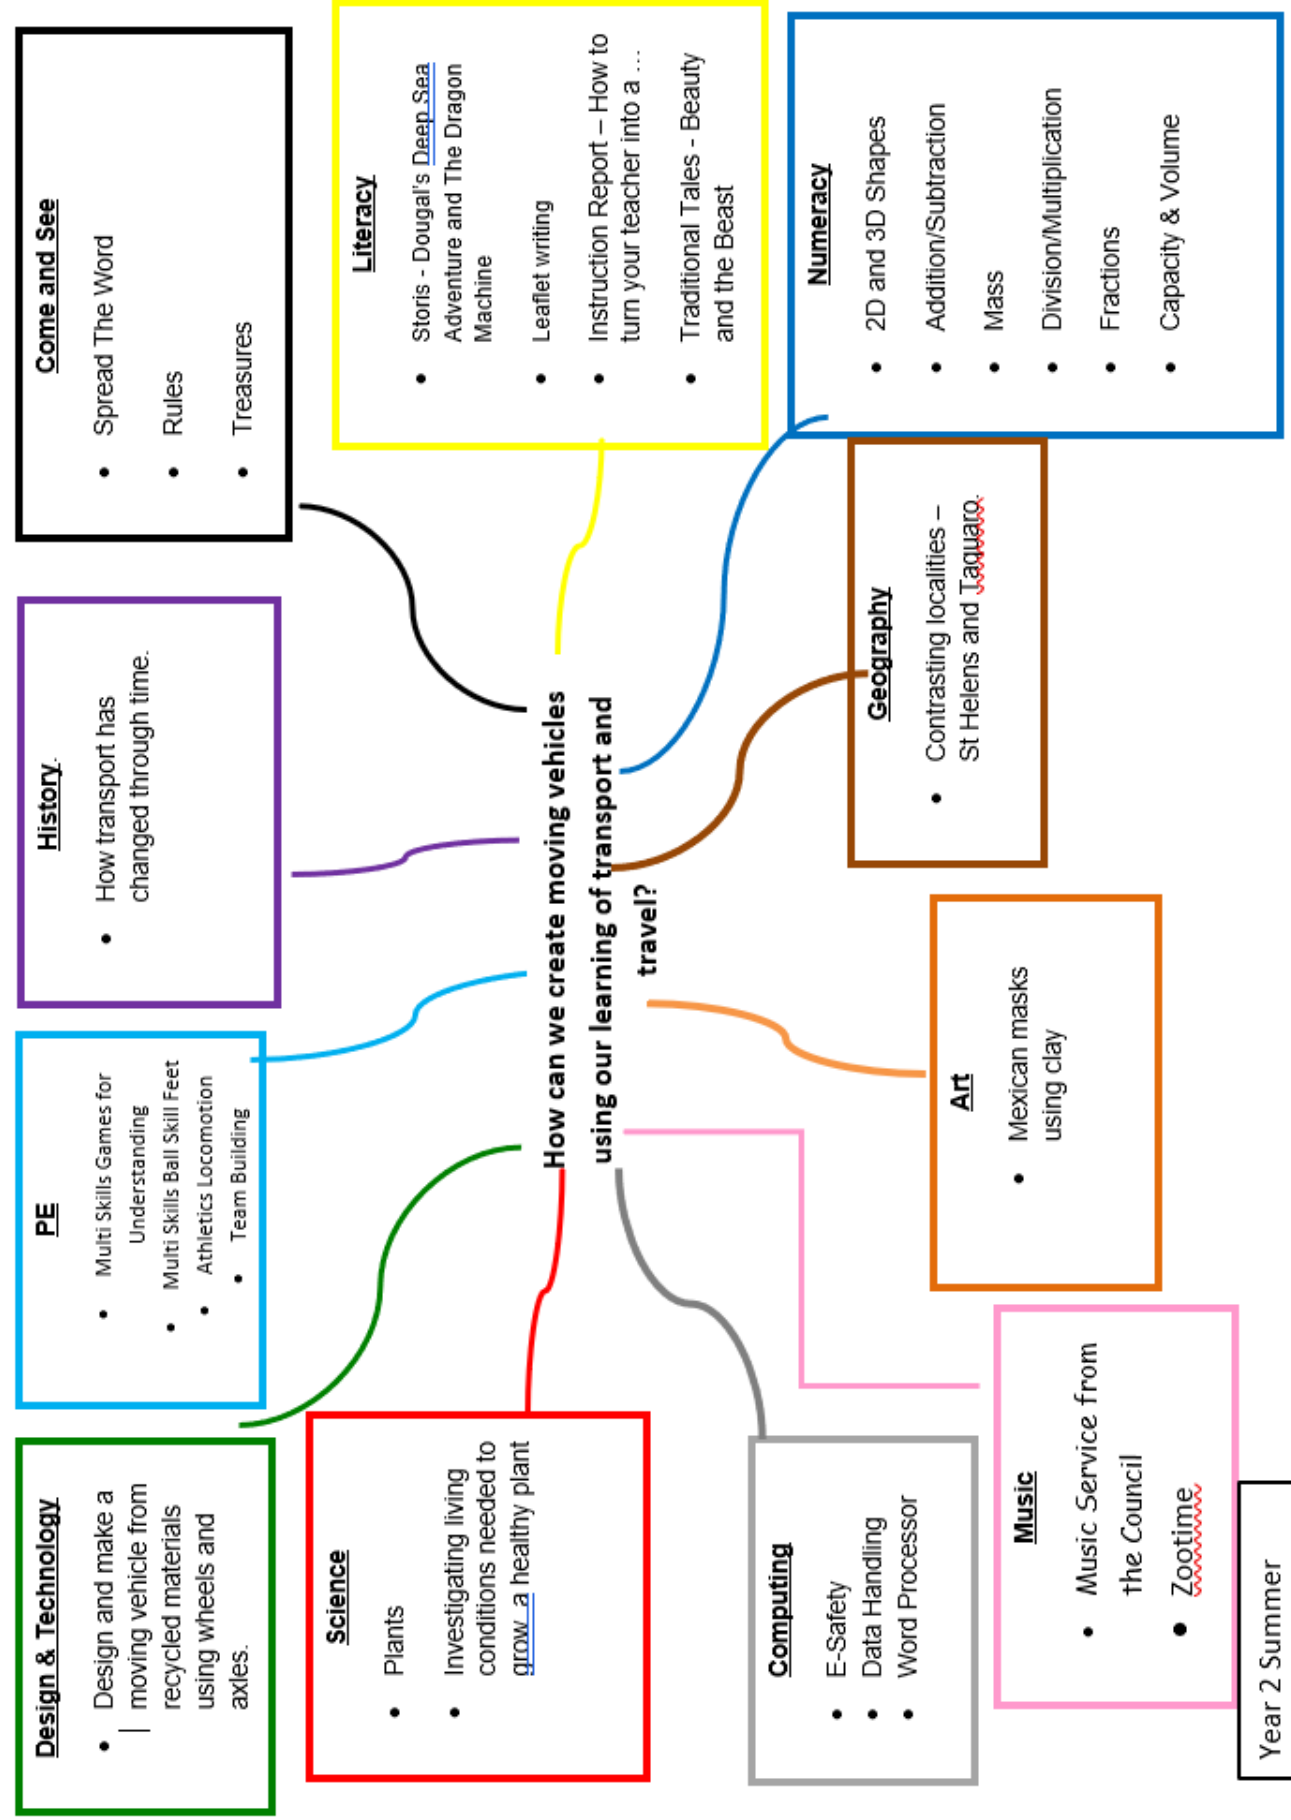 Design & Technology
• Design and make a
moving vehicle from
recycled materials
using wheels and
axles.
PE
• Multi Skills Games for
Understanding
• Multi Skills Ball Skill Feet
• Athletics Locomotion
• Team Building
History
• How transport has
changed through time.
Come and See
• Spread The Word
• Rules
• Treasures
Science
• Plants
• Investigating living
conditions needed to
grow a healthy plant
How can we create moving vehicles
using our learning of transport and
travel?
Literacy
• Storis - Dougal's Deep Sea
Adventure and The Dragon
Machine
• Leaflet writing
• Instruction Report – How to
turn your teacher into a …
• Traditional Tales - Beauty
and the Beast
Computing
• E-Safety
• Data Handling
• Word Processor
Music
• Music Service from
the Council
• Zootime
Art
• Mexican masks
using clay
Geography
• Contrasting localities –
St Helens and Taquaro.
Numeracy
• 2D and 3D Shapes
• Addition/Subtraction
• Mass
• Division/Multiplication
• Fractions
• Capacity & Volume
Year 2 Summer